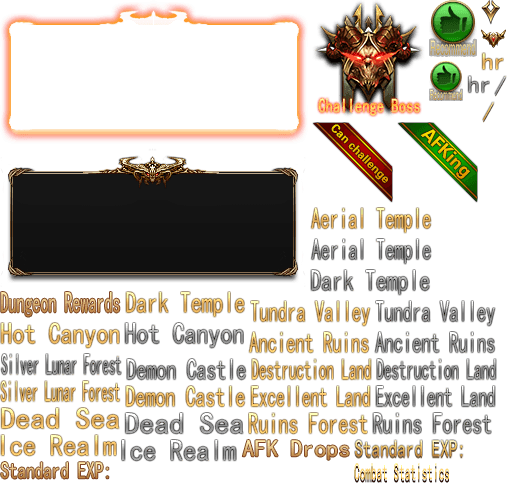 Recommend
hr
Recommend
hr /
/
Challenge Boss
Can challenge
AFKing
Aerial Temple
Aerial Temple
Dark Temple
Dungeon Rewards
Dark Temple
Tundra Valley
Tundra Valley
Hot Canyon
Hot Canyon
Ancient Ruins
Ancient Ruins
Silver Lunar Forest
Demon Castle
Destruction Land
Destruction Land
Silver Lunar Forest
Demon Castle
Excellent Land
Excellent Land
Dead Sea
Dead Sea
Ruins Forest
Ruins Forest
Ice Realm
Ice Realm
AFK Drops
Standard EXP:
Standard EXP:
Combat Statistics